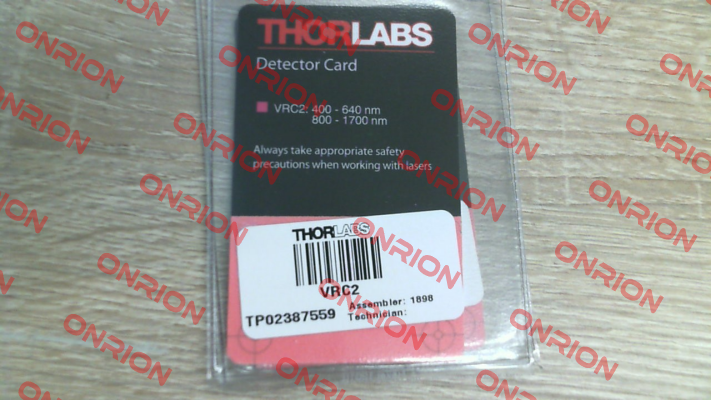 THORLABS
Detector Card
VRC2: 400 - 640 nm
800 - 1700 nm
Always take appropriate safety
precautions when working with lasers
THORLABS
VRC2
Assembler: 1898
TP02387559 Technician:
ONRION